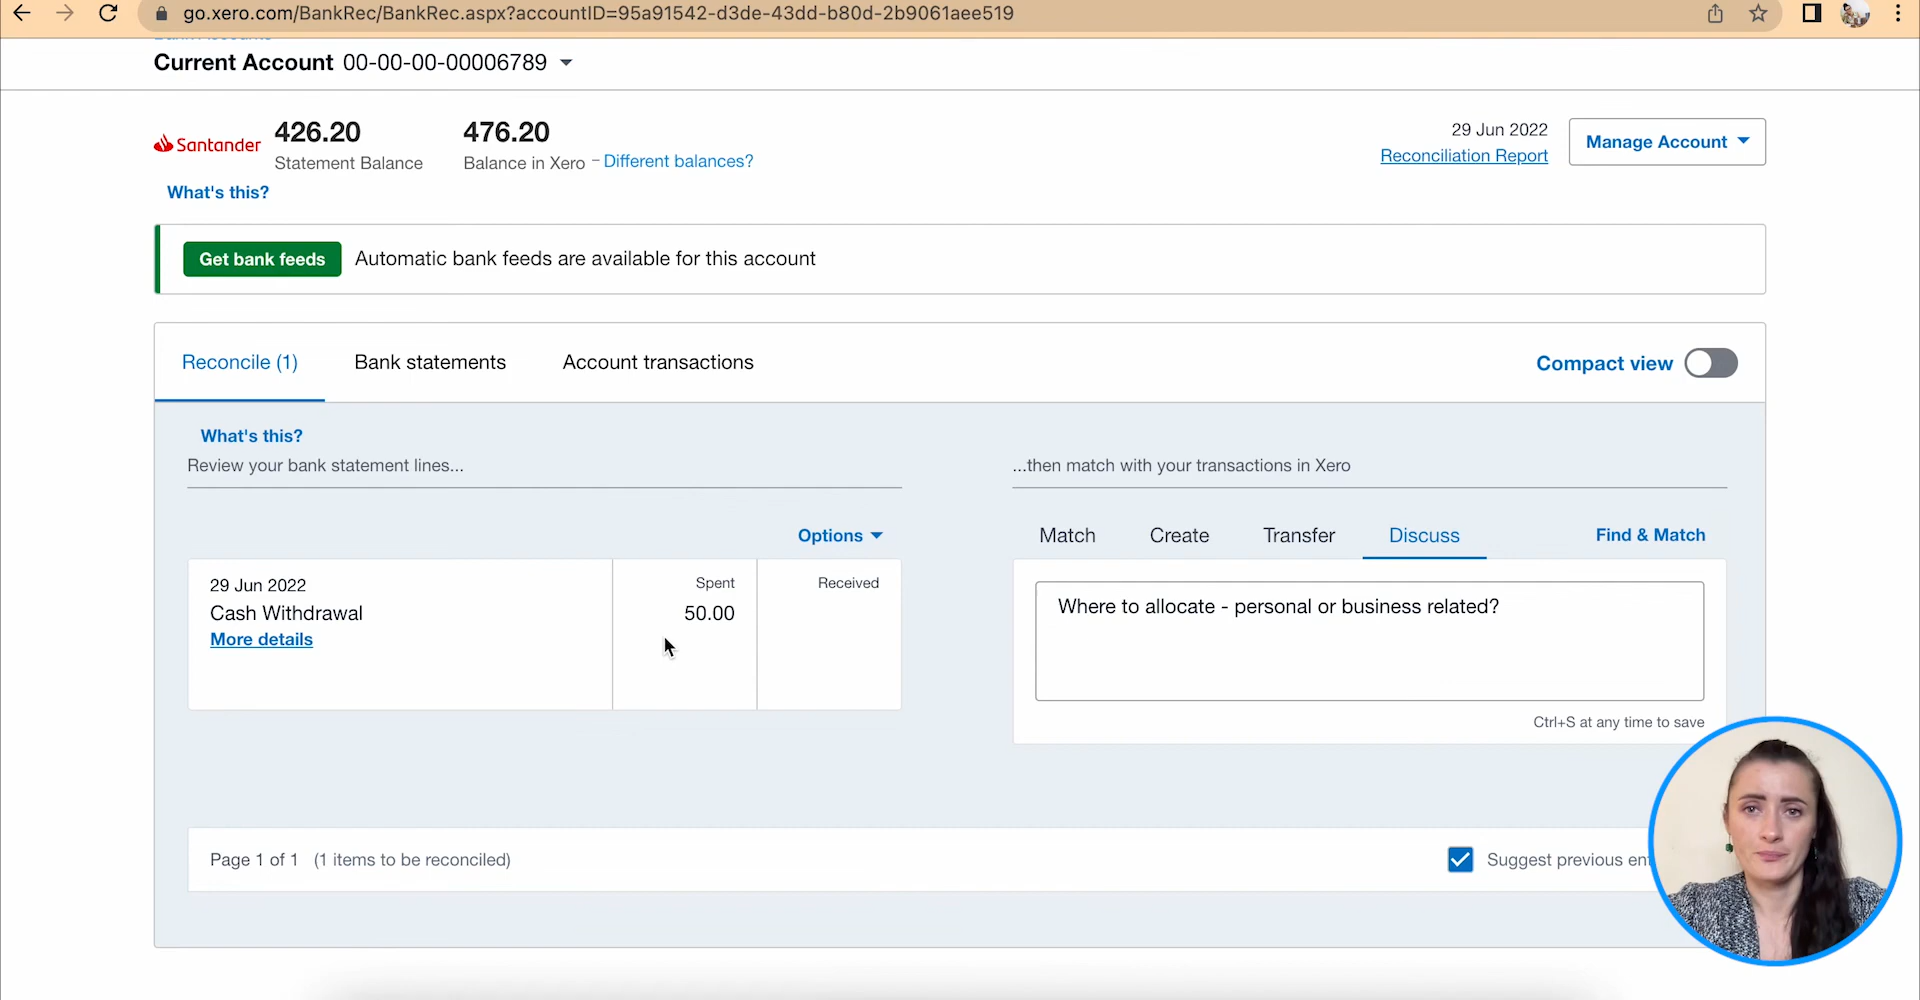 go.xero.com/BankRec/BankRec.aspx?accountID=95a91542-d3de-43dd-b80d-2b9061aee519
Current Account 00-00-00-00006789
Santander
426.20
Statement Balance
476.20
Balance in Xero - Different balances?
29 Jun 2022
Reconciliation Report
Manage Account
What's this?
Get bank feeds Automatic bank feeds are available for this account
Reconcile (1) Bank statements Account transactions Compact view
What's this?
Review your bank statement lines...
...then match with your transactions in Xero
Options
Match Create Transfer Discuss Find & Match
29 Jun 2022
Cash Withdrawal
More details
Spent
50.00
Received
Where to allocate - personal or business related?
Ctrl+S at any time to save
Page 1 of 1 (1 items to be reconciled)
Suggest previous